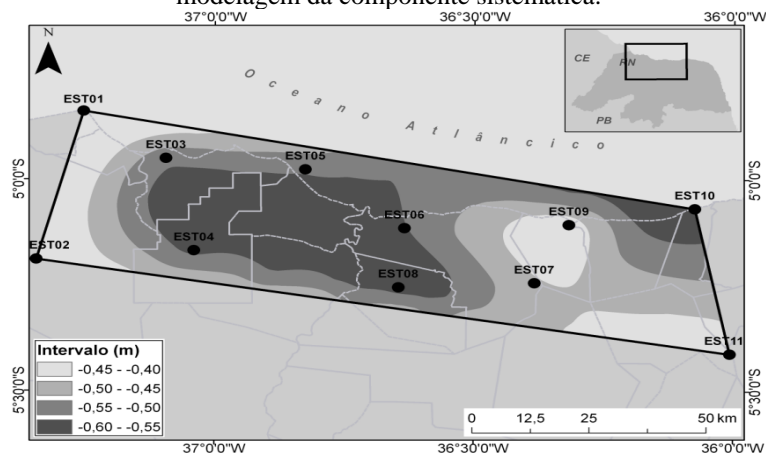 modelagem da componente sistemática.
37°0'0"W 36°30'0"W 36°0'0"W
N
CE
RN
PB
Oceano Atlâncico
EST01
EST03
EST05
5°0'0"S
5°0'0"S
EST10
EST09
EST06
EST04
EST02
EST07
EST08
EST11
Intervalo (m)
-0,45 - -0,40
-0,50 - -0,45
-0,55 - -0,50
-0,60 - -0,55
5°30'0"S
5°30'0"S
0 12,5 25 50 km
37°0'0"W 36°30'0"W 36°0'0"W